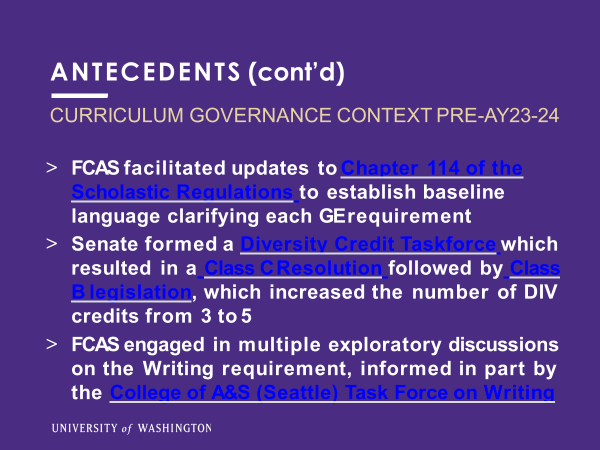 ANTECEDENTS (cont'd)
CURRICULUM GOVERNANCE CONTEXT PRE-AY23-24
> FCAS facilitated updates to Chapter 114 of the
Scholastic Regulations to establish baseline
language clarifying each GE requirement
> Senate formed a Diversity Credit Taskforce which
resulted in a Class C Resolution followed by Class
B legislation, which increased the number of DIV
credits from 3 to 5
> FCAS engaged in multiple exploratory discussions
on the Writing requirement, informed in part by
the College of A&S (Seattle) Task Force on Writing
UNIVERSITY of WASHINGTON